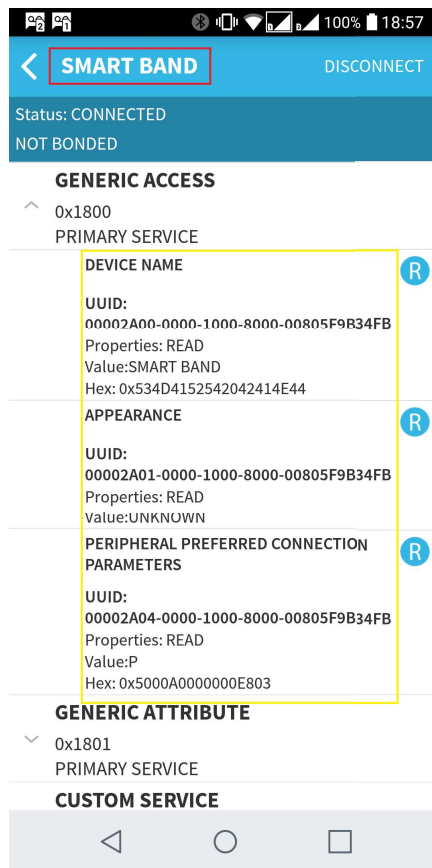 100% 18:57
SMART BAND DISCONNECT
Status: CONNECTED
NOT BONDED
GENERIC ACCESS
0x1800
PRIMARY SERVICE
DEVICE NAME
R
UUID:
00002A00-0000-1000-8000-00805F9B34FB
Properties: READ
Value:SMART BAND
Hex: 0x534D4152542042414E44
APPEARANCE
R
UUID:
00002A01-0000-1000-8000-00805F9B34FB
Properties: READ
Value:UNKNOWN
PERIPHERAL PREFERRED CONNECTION
PARAMETERS
R
UUID:
00002A04-0000-1000-8000-00805F9B34FB
Properties: READ
Value:P
Hex: 0x5000A0000000E803
GENERIC ATTRIBUTE
0x1801
PRIMARY SERVICE
CUSTOM SERVICE